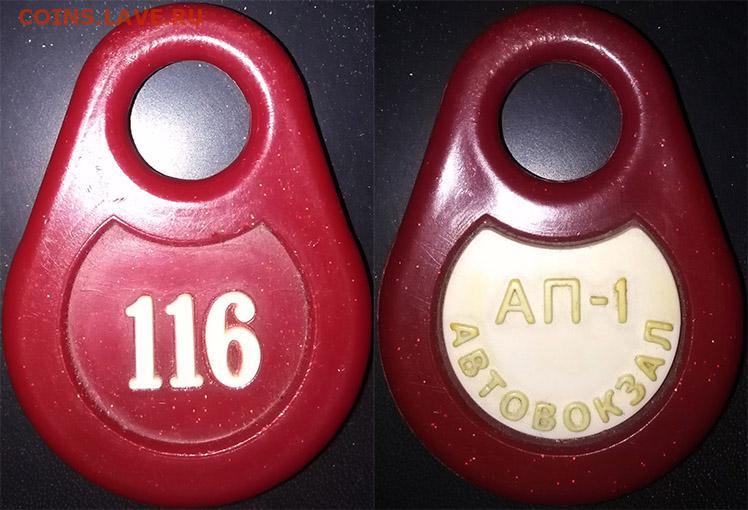 COINS.LAVE.RU
116
АП-1
АВТОВОКЗАЛ